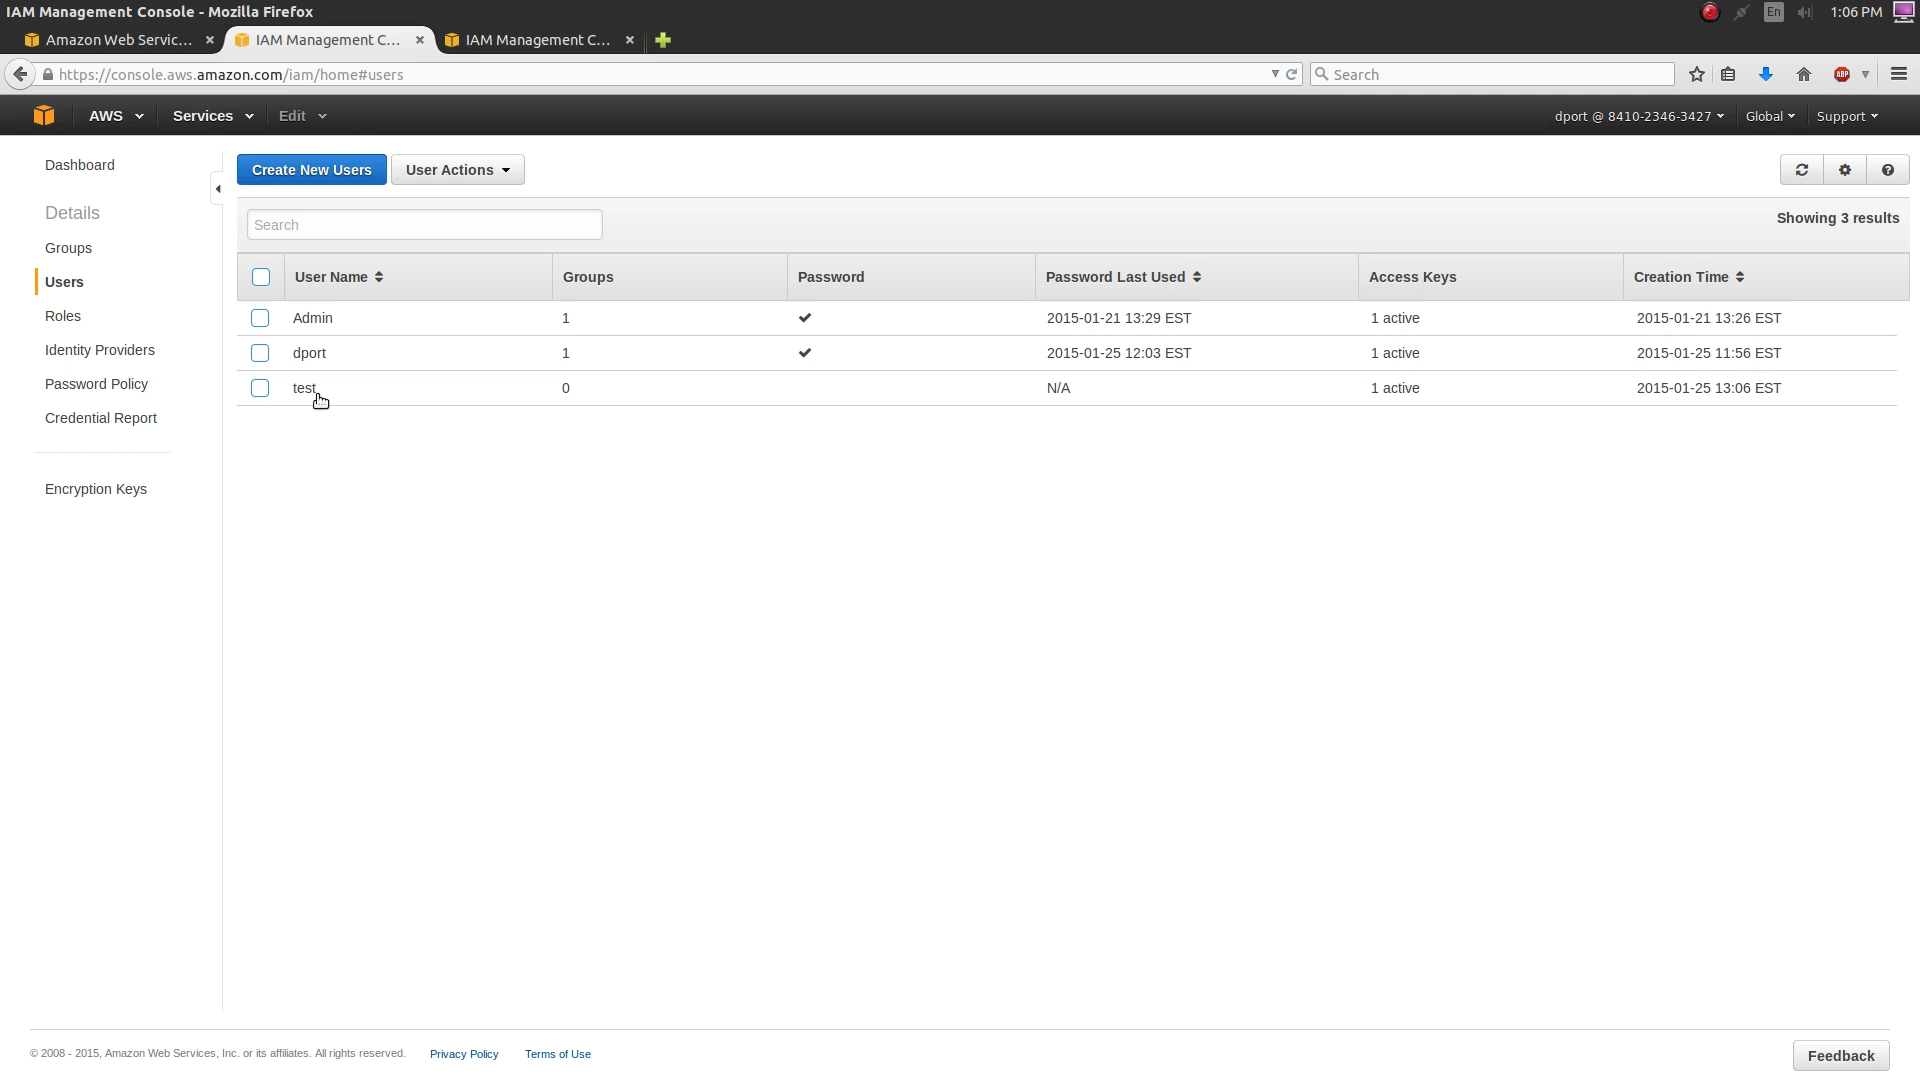 IAM Management Console - Mozilla Firefox
En
1:06 PM
Amazon Web Servic...
IAM Management C...
IAM Management C...
https://console.aws.amazon.com/iam/home#users
Search
ABP
AWS
Services
Edit
dport @ 8410-2346-3427
Global
Support
Dashboard
Details
Groups
Users
Roles
Identity Providers
Password Policy
Credential Report
Encryption Keys
Create New Users
User Actions
Search
Showing 3 results
User Name Groups Password Password Last Used Access Keys Creation Time
Admin 1 2015-01-21 13:29 EST 1 active 2015-01-21 13:26 EST
dport 1 2015-01-25 12:03 EST 1 active 2015-01-25 11:56 EST
test 0 N/A 1 active 2015-01-25 13:06 EST
© 2008 - 2015, Amazon Web Services, Inc. or its affiliates. All rights reserved. Privacy Policy Terms of Use
Feedback